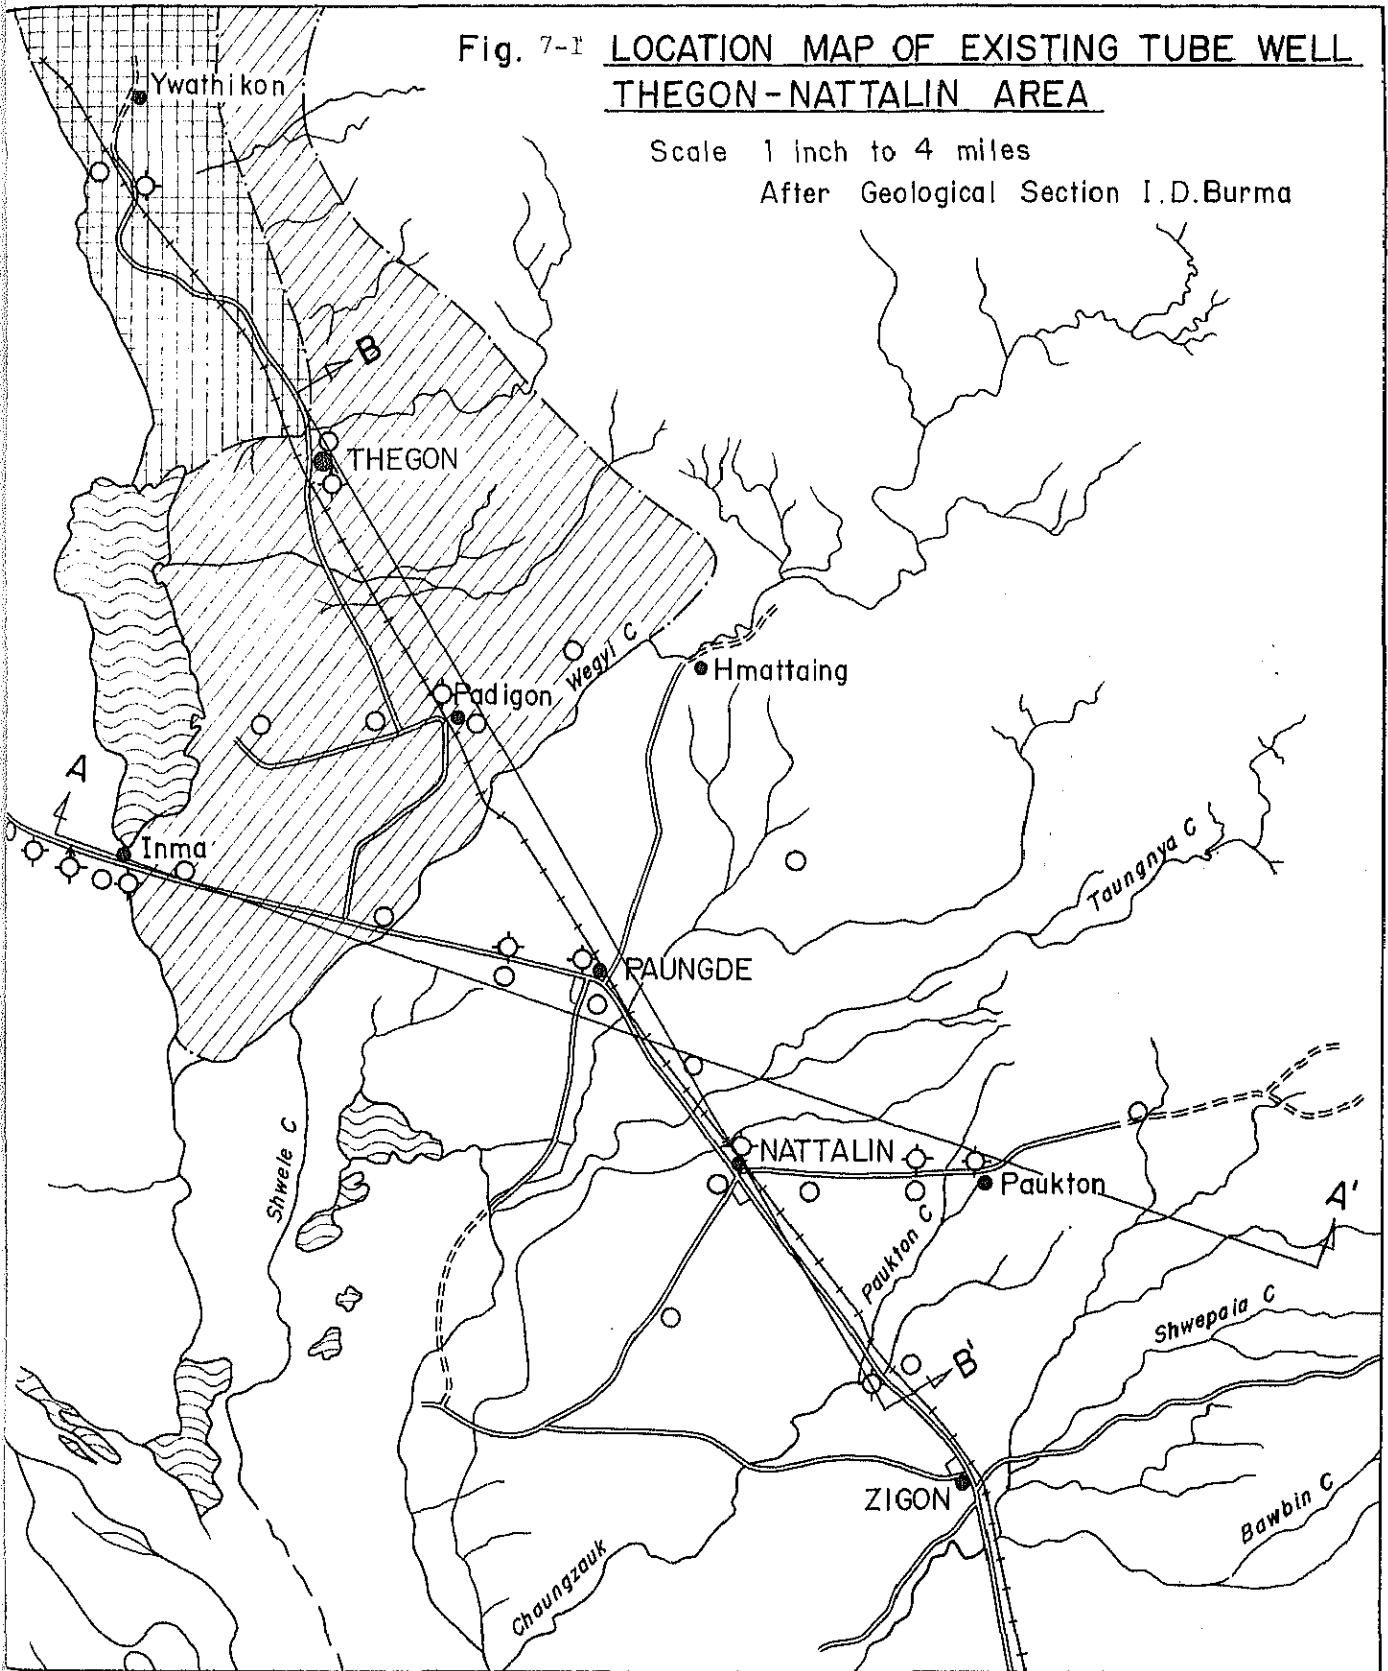 Fig. 7-1 LOCATION MAP OF EXISTING TUBE WELL
THEGON-NATTALIN AREA
Scale 1 inch to 4 miles
After Geological Section I.D.Burma
Ywathikon
B
THEGON
Wegyi C
Hmattaing
Padigon
A
Inma
Taungnya C
PAUNGDE
NATTALIN
Paukton
Shwele C
A'
Paukton C
Shwepala C
B'
ZIGON
Bawbin C
Chaungzauk